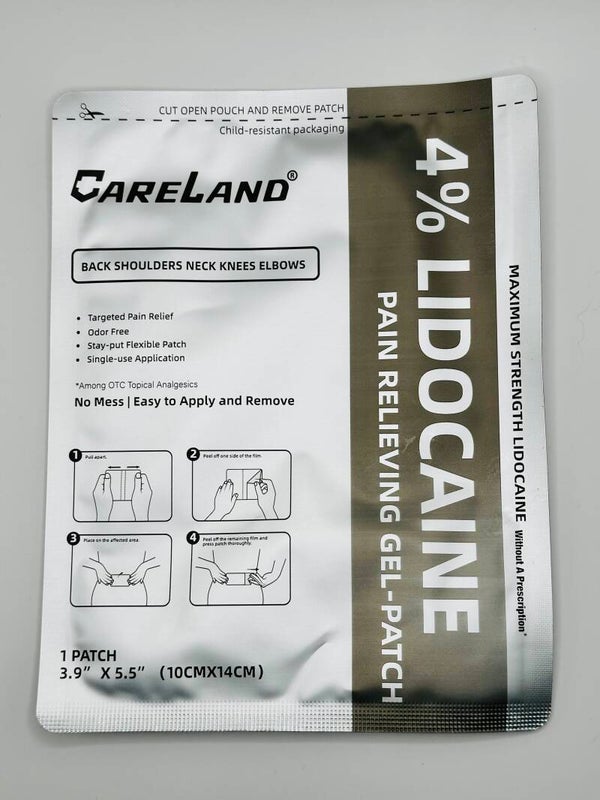 CUT OPEN POUCH AND REMOVE PATCH
Child-resistant packaging
CARELAND®
BACK SHOULDERS NECK KNEES ELBOWS
• Targeted Pain Relief
• Odor Free
• Stay-put Flexible Patch
• Single-use Application
*Among OTC Topical Analgesics
No Mess | Easy to Apply and Remove
1 Pull apart.
2 Peel off one side of the film.
3 Place on the affected area.
4 Peel off the remaining film and
press patch thoroughly.
1 PATCH
3.9” X 5.5” (10CMX14CM)
4% LIDOCAINE
PAIN RELIEVING GEL-PATCH
MAXIMUM STRENGTH LIDOCAINE Without A Prescription*